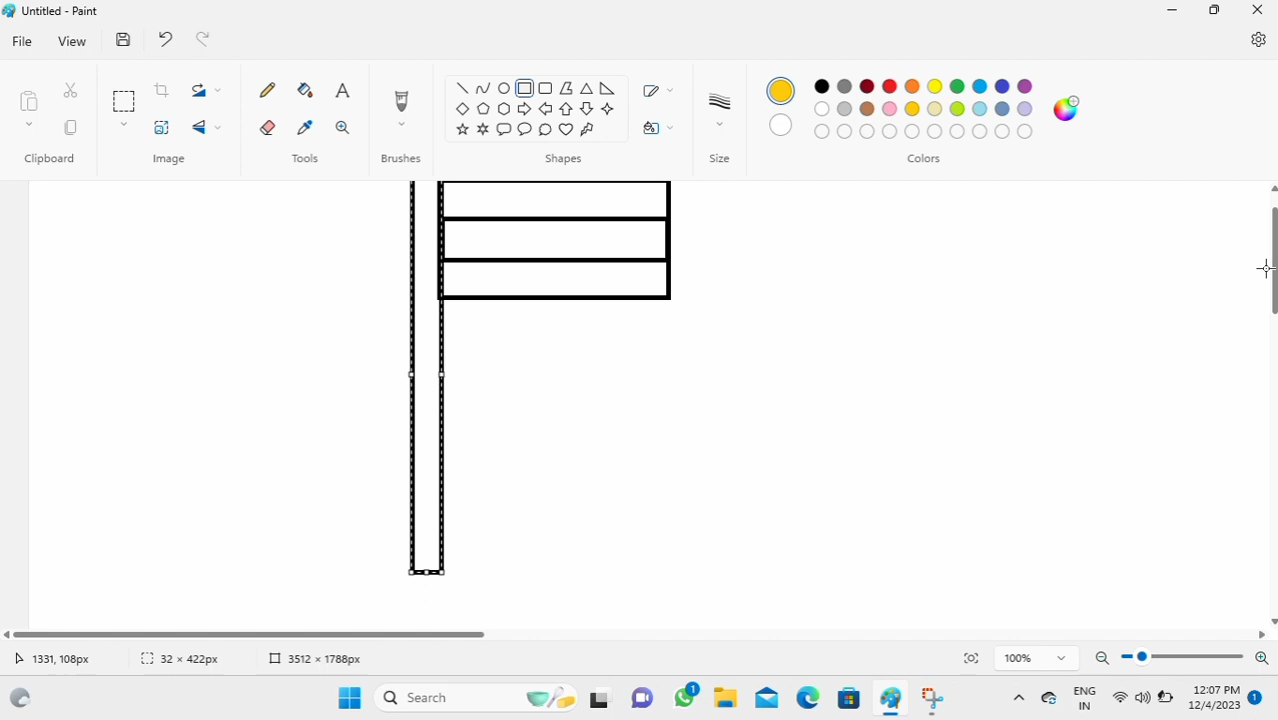 Untitled - Paint
File View
Clipboard Image Tools Brushes Shapes Size Colors
1331, 108px 32 × 422px 3512 × 1788px 100%
Search 1 ENG 12:07 PM
IN 12/4/2023 1